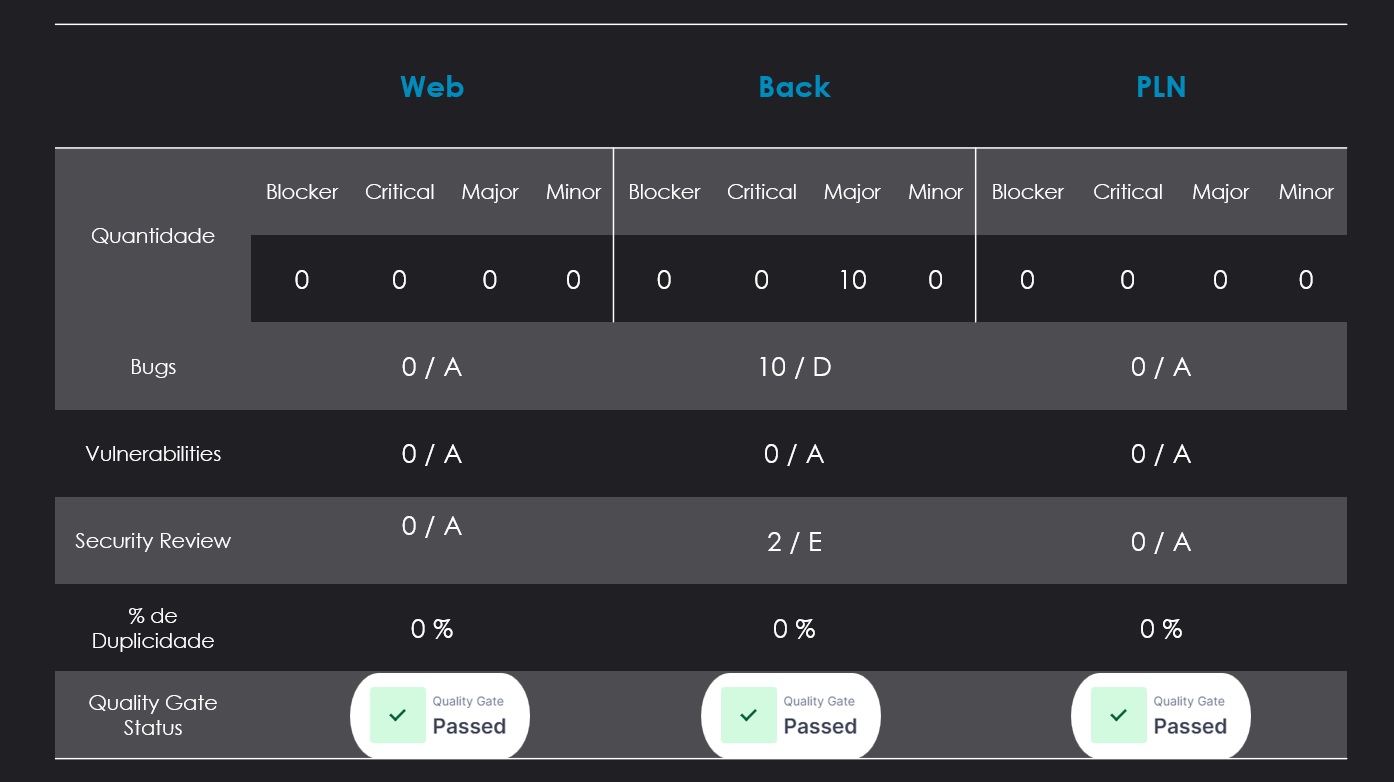 Web Back PLN
Quantidade
Blocker Critical Major Minor Blocker Critical Major Minor Blocker Critical Major Minor
0 0 0 0 0 0 10 0 0 0 0 0
Bugs 0 / A 10 / D 0 / A
Vulnerabilities 0 / A 0 / A 0 / A
Security Review 0 / A 2 / E 0 / A
% de
Duplicidade
0 % 0 % 0 %
Quality Gate
Status
Quality Gate
Passed
Quality Gate
Passed
Quality Gate
Passed